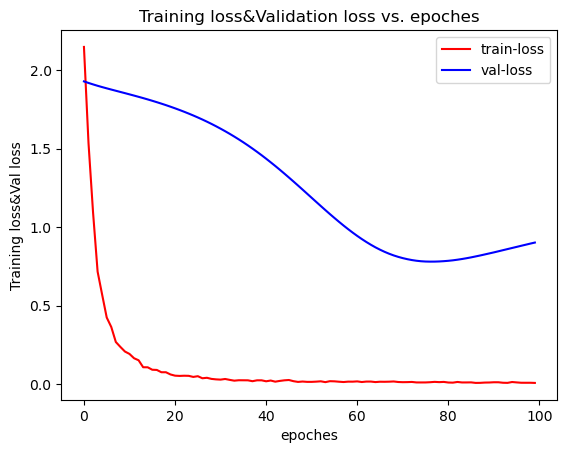 Training loss&Validation loss vs. epoches
train-loss
val-loss
Training loss&Val loss
2.0
1.5
1.0
0.5
0.0
0
20
40
60
80
100
epoches